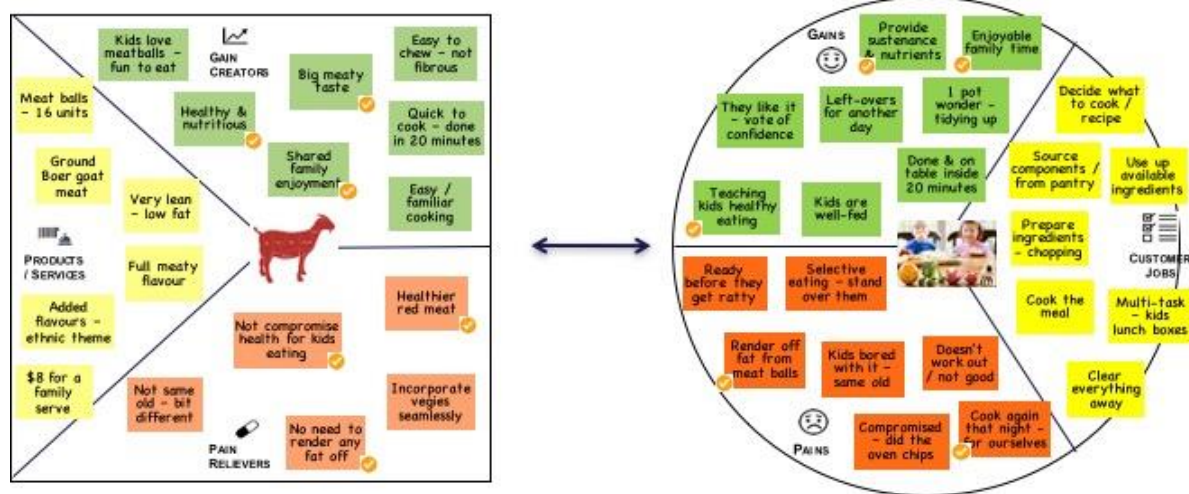 Kids love
meatballs –
fun to eat
GAIN
CREATORS
Big meaty
taste
Easy to
chew – not
fibrous
Meat balls
– 16 units
Healthy &
nutritious
Quick to
cook – done
in 20 minutes
Ground
Boer goat
meat
Shared
family
enjoyment
Very lean
– low fat
Easy /
familiar
cooking
PRODUCTS
/ SERVICES
Full meaty
flavour
Added
flavours –
ethnic theme
$8 for a
family
serve
Healthier
red meat
Not compromise
health for kids
eating
Not same
old – bit
different
Incorporate
vegies
seamlessly
No need to
render any
fat off
PAIN
RELIEVERS
GAINS
Provide
sustenance
& nutrients
Enjoyable
family time
They like it
– vote of
confidence
Left-overs
for another
day
1 pot
wonder –
tidying up
Done & on
table inside
20 minutes
Teaching
kids healthy
eating
Kids are
well-fed
Decide what
to cook /
recipe
Source
components /
from pantry
Use up
available
ingredients
Prepare
ingredients
– chopping
CUSTOMER
JOBS
Cook the
meal
Multi-task
– kids
lunch boxes
Clear
everything
away
Ready
before they
get ratty
Selective
eating – stand
over them
Render off
fat from
meat balls
Kids bored
with it –
same old
Doesn't
work out
/ not good
PAINS
Compromised
– did the
oven chips
Cook again
that night –
for ourselves